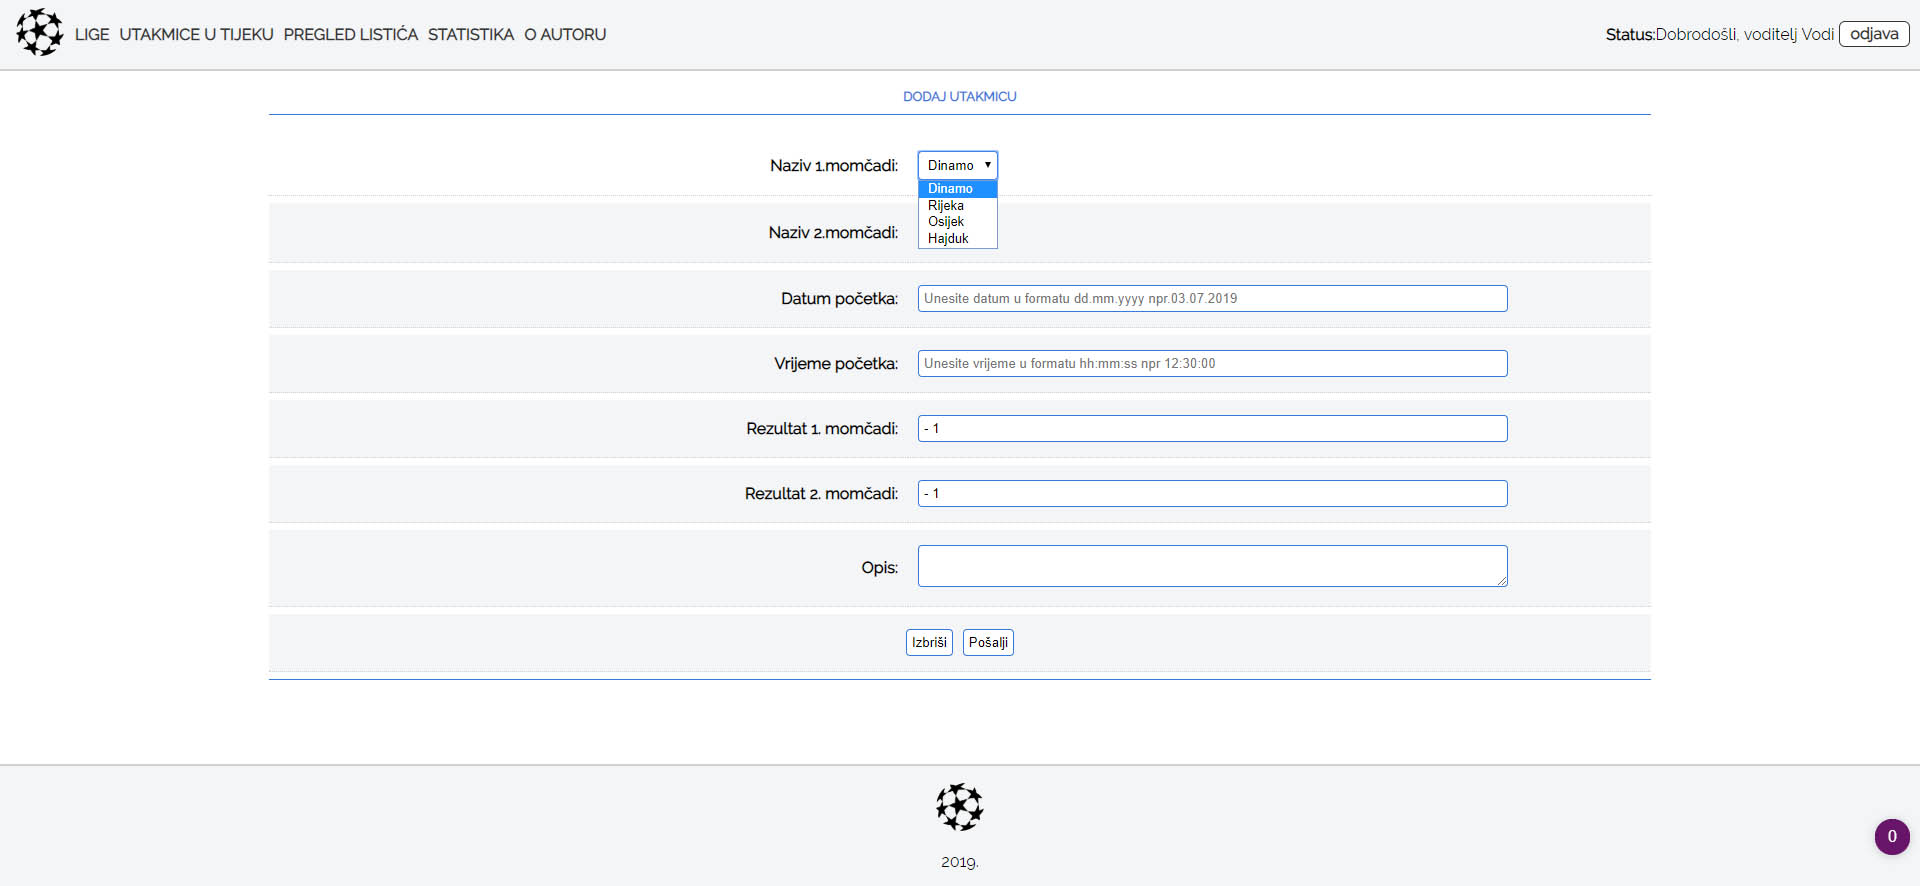 LIGE UTAKMICE U TIJEKU PREGLED LISTIĆA STATISTIKA O AUTORU Status:Dobrodošli, voditelj Vodi odjava
DODAJ UTAKMICU
Naziv 1.momčadi: Dinamo
Dinamo
Rijeka
Osijek
Hajduk
Naziv 2.momčadi:
Datum početka: Unesite datum u formatu dd.mm.yyyy npr.03.07.2019
Vrijeme početka: Unesite vrijeme u formatu hh:mm:ss npr 12:30:00
Rezultat 1. momčadi: - 1
Rezultat 2. momčadi: - 1
Opis:
Izbriši Pošalji
0
2019.